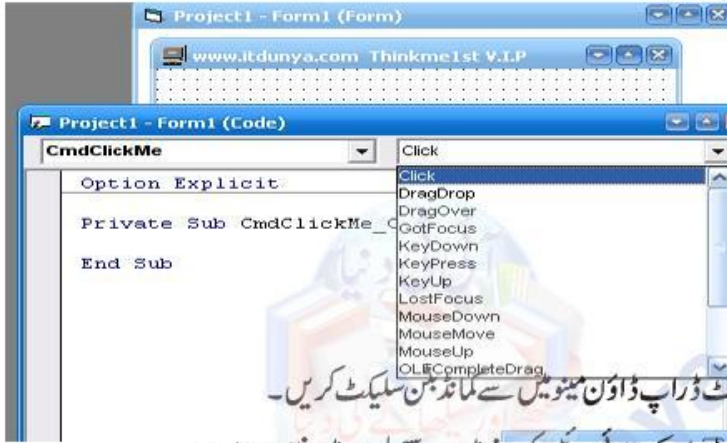 Project1 - Form1 (Form)
www.itdunya.com Thinkme1st V.I.P
Project1 - Form1 (Code)
CmdClickMe
Click
Option Explicit
Private Sub CmdClickMe_C
End Sub
Click
DragDrop
DragOver
GotFocus
KeyDown
KeyPress
KeyUp
LostFocus
MouseDown
MouseMove
MouseUp
OLECompleteDrag
ڈراپ ڈاؤن مینو میں سے کمانڈ بٹن سلیکٹ کریں۔